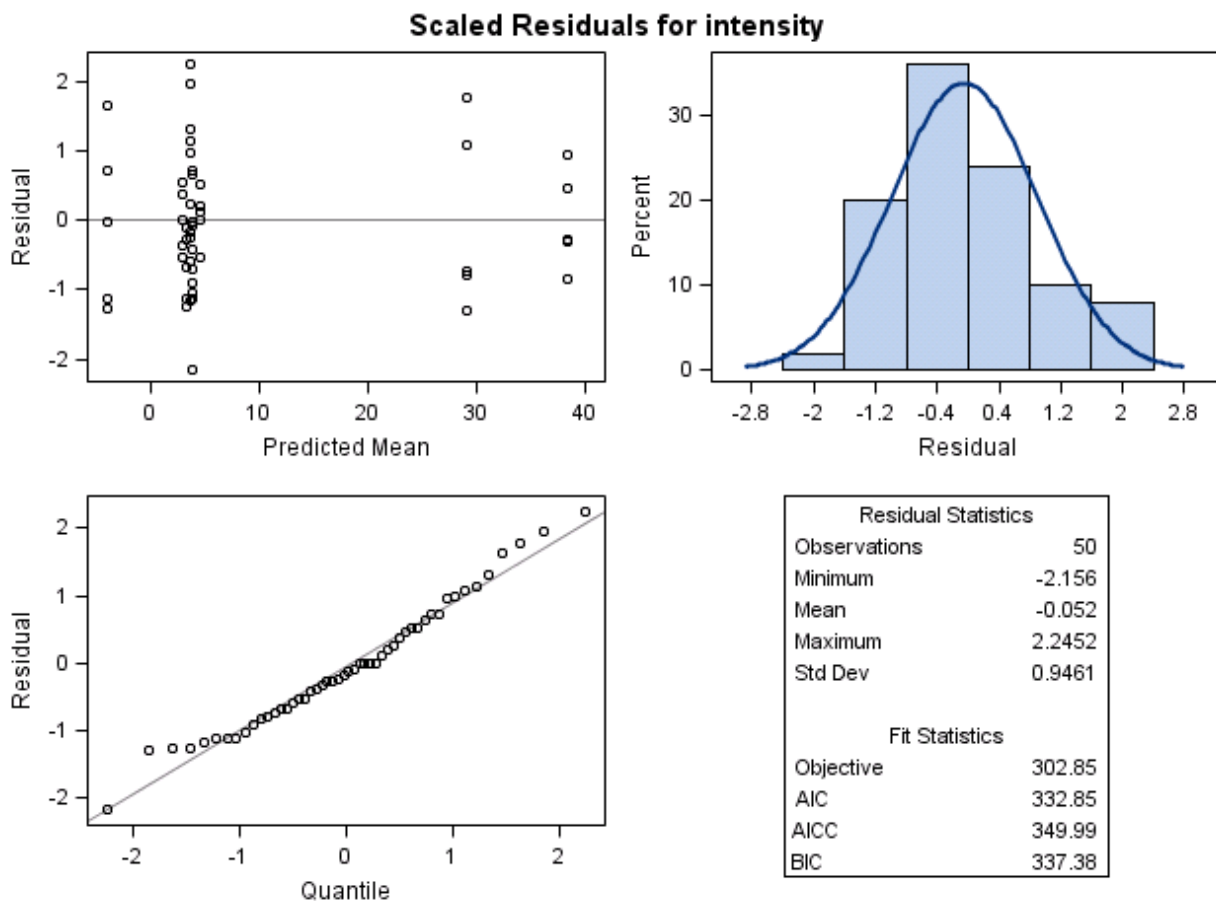 Scaled Residuals for intensity
2
1
0
-1
-2
Residual
0
10
20
30
40
Predicted Mean
30
20
10
0
Percent
-2.8
-2
-1.2
-0.4
0.4
1.2
2
2.8
Residual
2
1
0
-1
-2
Residual
-2
-1
0
1
2
Quantile
Residual Statistics
Observations 50
Minimum -2.156
Mean -0.052
Maximum 2.2452
Std Dev 0.9461
Fit Statistics
Objective 302.85
AIC 332.85
AICC 349.99
BIC 337.38